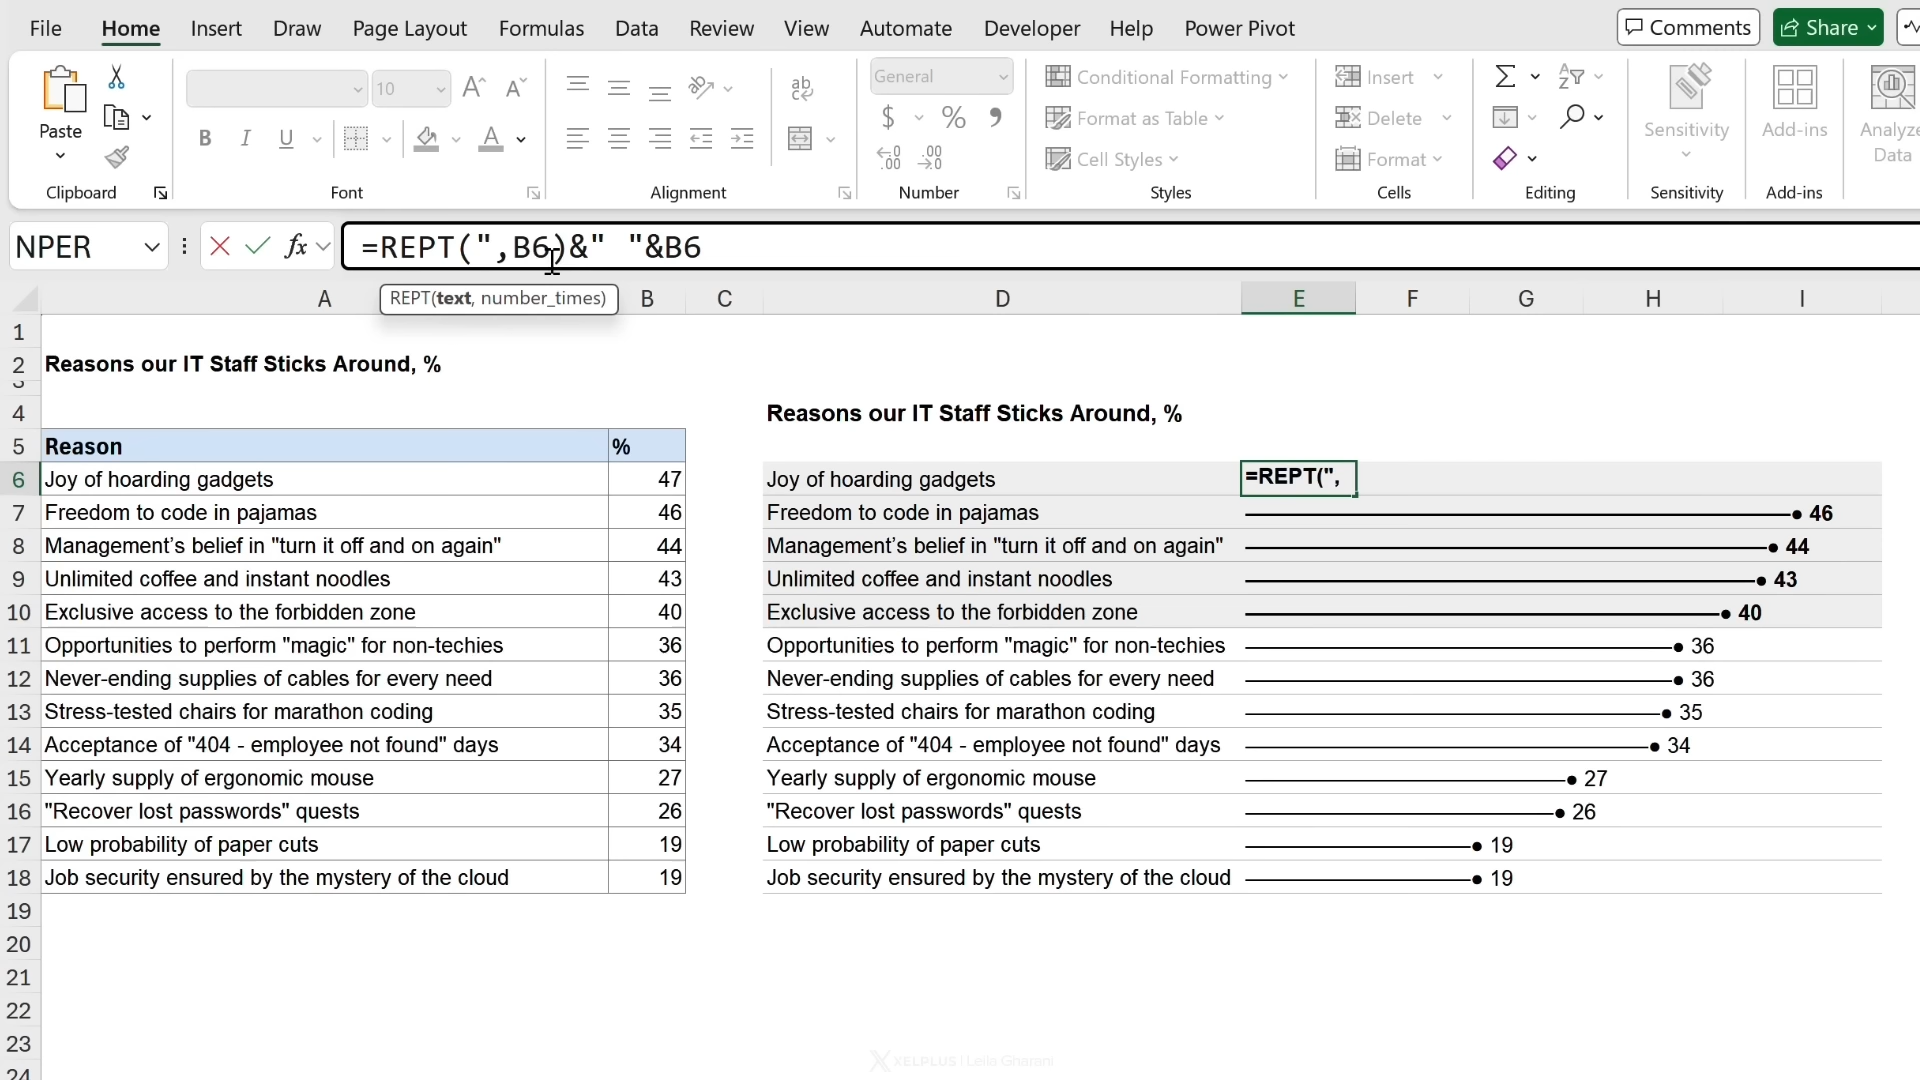 File Home Insert Draw Page Layout Formulas Data Review View Automate Developer Help Power Pivot Comments Share
Paste
Clipboard
10
B I U A
Font
ab
Alignment
General
$ % 9
.00 .00
Number
Conditional Formatting
Format as Table
Cell Styles
Styles
Insert
Delete
Format
Cells
Editing
Sensitivity
Sensitivity
Add-ins
Add-ins
Analyze
Data
NPER fx =REPT(",B6)&" "&B6
REPT(text, number_times)
A B C D E F G H I
1
2 Reasons our IT Staff Sticks Around, %
3
4 Reasons our IT Staff Sticks Around, %
5 Reason %
6 Joy of hoarding gadgets 47 Joy of hoarding gadgets =REPT(",
7 Freedom to code in pajamas 46 Freedom to code in pajamas 46
8 Management’s belief in "turn it off and on again" 44 Management’s belief in "turn it off and on again" 44
9 Unlimited coffee and instant noodles 43 Unlimited coffee and instant noodles 43
10 Exclusive access to the forbidden zone 40 Exclusive access to the forbidden zone 40
11 Opportunities to perform "magic" for non-techies 36 Opportunities to perform "magic" for non-techies 36
12 Never-ending supplies of cables for every need 36 Never-ending supplies of cables for every need 36
13 Stress-tested chairs for marathon coding 35 Stress-tested chairs for marathon coding 35
14 Acceptance of "404 - employee not found" days 34 Acceptance of "404 - employee not found" days 34
15 Yearly supply of ergonomic mouse 27 Yearly supply of ergonomic mouse 27
16 "Recover lost passwords" quests 26 "Recover lost passwords" quests 26
17 Low probability of paper cuts 19 Low probability of paper cuts 19
18 Job security ensured by the mystery of the cloud 19 Job security ensured by the mystery of the cloud 19
19
20
21
22
23
24
XELPLUS | Leila Gharani